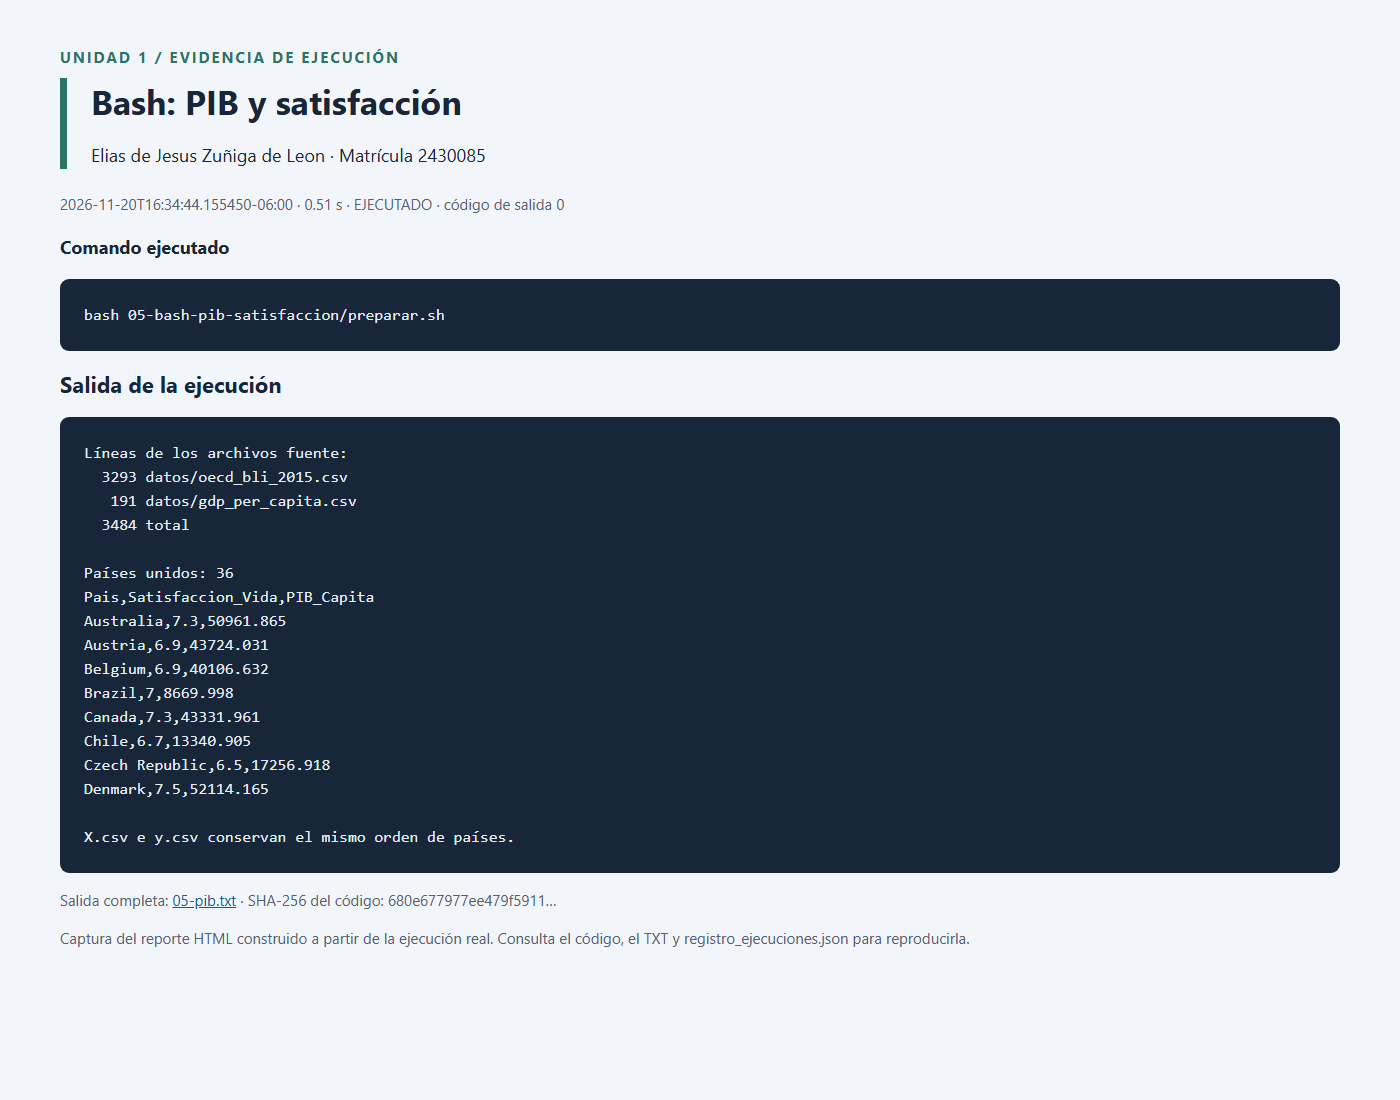 UNIDAD 1 / EVIDENCIA DE EJECUCIÓN
Bash: PIB y satisfacción
Elias de Jesus Zuñiga de Leon · Matrícula 2430085
2026-11-20T16:34:44.155450-06:00 · 0.51 s · EJECUTADO · código de salida 0
Comando ejecutado
bash 05-bash-pib-satisfaccion/preparar.sh
Salida de la ejecución
Líneas de los archivos fuente:
3293 datos/oecd_bli_2015.csv
191 datos/gdp_per_capita.csv
3484 total
Países unidos: 36
Pais,Satisfaccion_Vida,PIB_Capita
Australia,7.3,50961.865
Austria,6.9,43724.031
Belgium,6.9,40106.632
Brazil,7,8669.998
Canada,7.3,43331.961
Chile,6.7,13340.905
Czech Republic,6.5,17256.918
Denmark,7.5,52114.165
X.csv e y.csv conservan el mismo orden de países.
Salida completa: 05-pib.txt · SHA-256 del código: 680e677977ee479f5911…
Captura del reporte HTML construido a partir de la ejecución real. Consulta el código, el TXT y registro_ejecuciones.json para reproducirla.